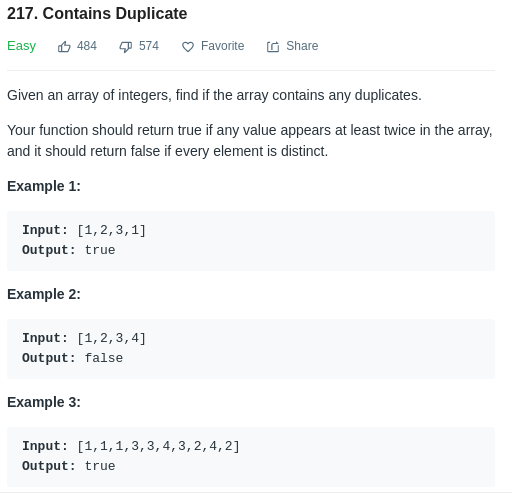 217. Contains Duplicate
Easy 484 574 Favorite Share
Given an array of integers, find if the array contains any duplicates.
Your function should return true if any value appears at least twice in the array,
and it should return false if every element is distinct.
Example 1:
Input: [1,2,3,1]
Output: true
Example 2:
Input: [1,2,3,4]
Output: false
Example 3:
Input: [1,1,1,3,3,4,3,2,4,2]
Output: true